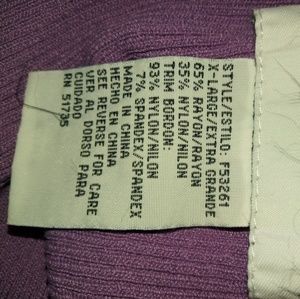 STYLE/ESTILO: F53261
X-LARGE/EXTRA GRANDE
65% RAYON/RAYON
35% NYLON/NILON
TRIM BORDON:
93% NYLON/NILON
7% SPANDEX/SPANDEX
MADE IN CHINA
HECHO EN CHINA
SEE REVERSE FOR CARE
VER AL DORSO PARA
CUIDADO
RN 51735